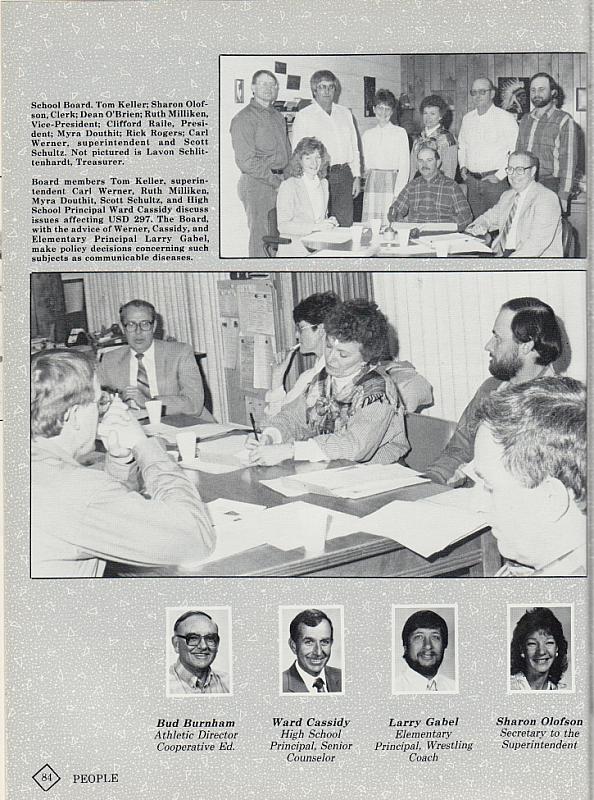 School Board. Tom Keller; Sharon Olof-
son, Clerk; Dean O'Brien; Ruth Milliken,
Vice-President; Clifford Raile, Presi-
dent; Myra Douthit; Rick Rogers; Carl
Werner, superintendent and Scott
Schultz. Not pictured is Lavon Schlit-
tenhardt, Treasurer.
Board members Tom Keller, superin-
tendent Carl Werner, Ruth Milliken,
Myra Douthit, Scott Schultz, and High
School Principal Ward Cassidy discuss
issues affecting USD 297. The Board,
with the advice of Werner, Cassidy, and
Elementary Principal Larry Gabel,
make policy decisions concerning such
subjects as communicable diseases.
Bud Burnham
Athletic Director
Cooperative Ed.
Ward Cassidy
High School
Principal, Senior
Counselor
Larry Gabel
Elementary
Principal, Wrestling
Coach
Sharon Olofson
Secretary to the
Superintendent
84 PEOPLE